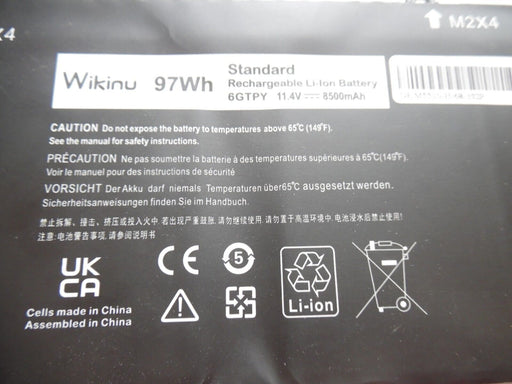 X4
M2X4
Wikinu 97Wh
Standard
Rechargeable Li-Ion Battery
6GTPY 11.4V⎓8500mAh
CAUTION Do not expose the battery to temperatures above 65℃(149℉).
See the manual for safety instructions.
PRÉCAUTION Ne pas soumettre la batterie à des temperatures supérieures à 65℃(149℉).
Voir le manuel pour des instructions de sécurité
VORSICHT Der Akku darf niemals Temperaturen über65℃ ausgesetzt werden.
Sicherheitsanweisungen finden Sie im Handbuch.
禁止拆解、撞击、挤压或投入火中.若出现严重鼓胀,请勿继续使用.请勿置于高温环境中.电池浸水后禁止使用!
注意:电池警告事项,请参阅说明书
UK
CA
CE
5
Li-ion
Cells made in China
Assembled in China